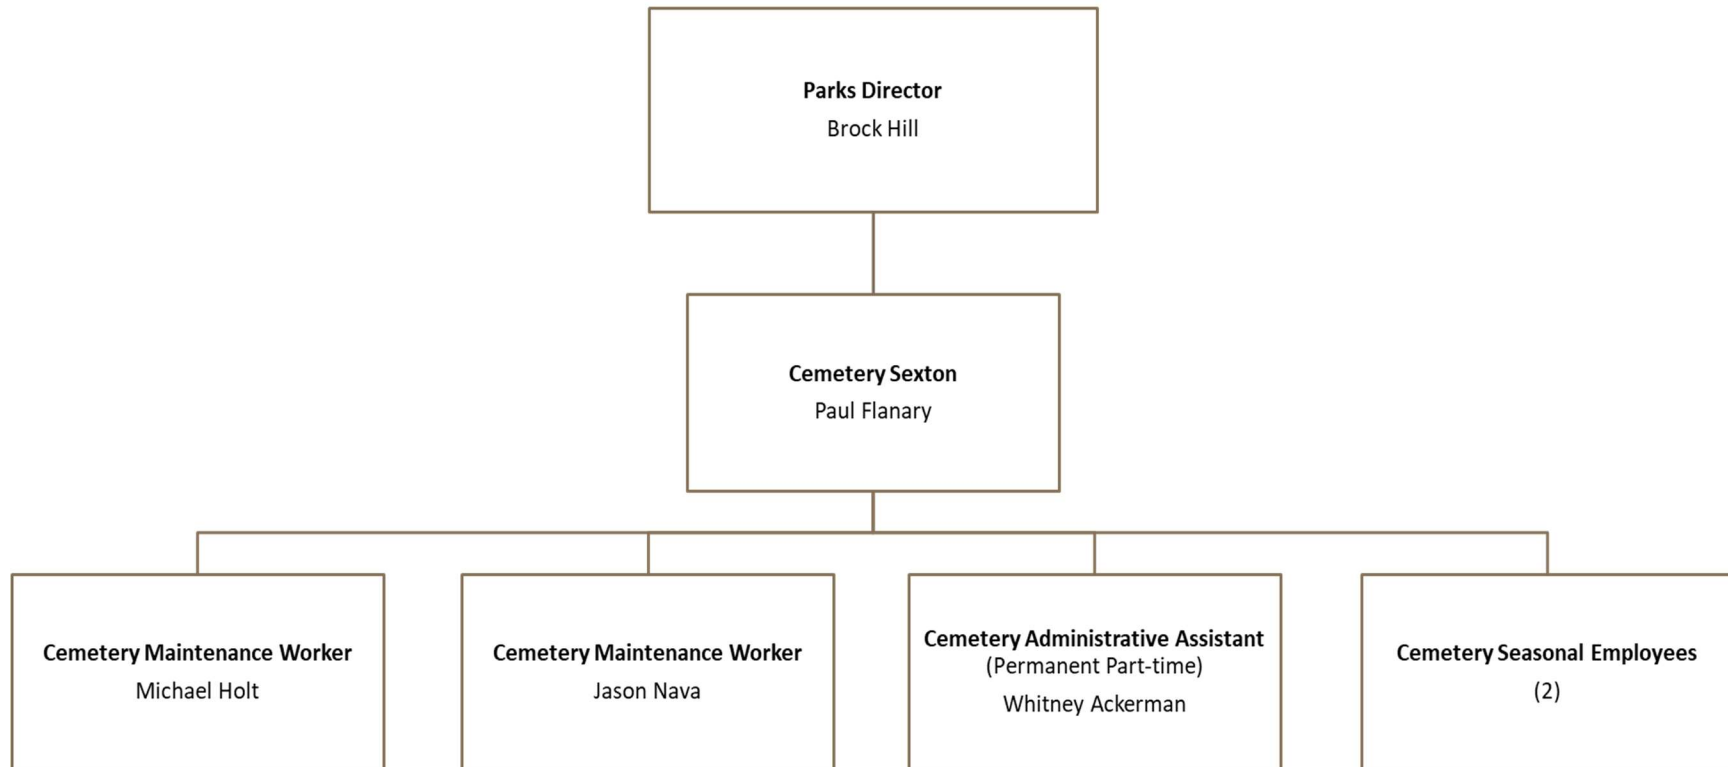 Parks Director
Brock Hill
Cemetery Sexton
Paul Flanary
Cemetery Maintenance Worker
Michael Holt
Cemetery Maintenance Worker
Jason Nava
Cemetery Administrative Assistant
(Permanent Part-time)
Whitney Ackerman
Cemetery Seasonal Employees
(2)